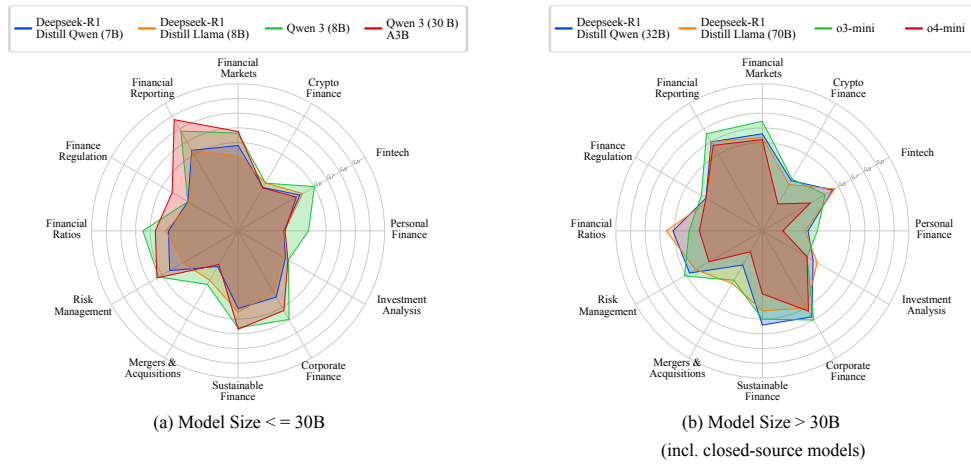 Deepseek-R1
Distill Qwen (7B)
Deepseek-R1
Distill Llama (8B)
Qwen 3 (8B)
Qwen 3 (30 B)
A3B
Financial
Markets
Crypto
Finance
Fintech
Personal
Finance
Investment
Analysis
Corporate
Finance
Sustainable
Finance
Mergers &
Acquisitions
Risk
Management
Financial
Ratios
Finance
Regulation
Financial
Reporting
(a) Model Size < = 30B
Deepseek-R1
Distill Qwen (32B)
Deepseek-R1
Distill Llama (70B)
o3-mini
o4-mini
Financial
Markets
Crypto
Finance
Fintech
Personal
Finance
Investment
Analysis
Corporate
Finance
Sustainable
Finance
Mergers &
Acquisitions
Risk
Management
Financial
Ratios
Finance
Regulation
Financial
Reporting
(b) Model Size > 30B
(incl. closed-source models)